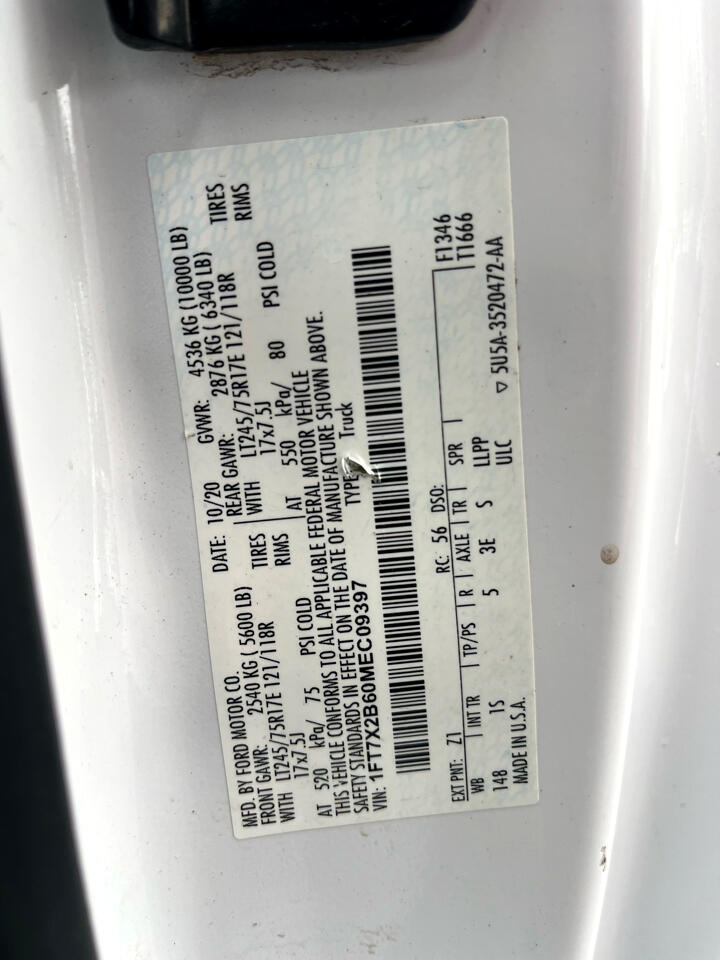 MFD. BY FORD MOTOR CO. DATE: 10/20 GVWR: 4536 KG (10000 LB)
FRONT GAWR: 2540 KG ( 5600 LB) REAR GAWR: 2876 KG ( 6340 LB)
WITH LT245/75R17E 121/118R TIRES WITH LT245/75R17E 121/118R TIRES
17x7.5J RIMS 17x7.5J RIMS
AT 520 kPa/ 75 PSI COLD AT 550 kPa/ 80 PSI COLD
THIS VEHICLE CONFORMS TO ALL APPLICABLE FEDERAL MOTOR VEHICLE
SAFETY STANDARDS IN EFFECT ON THE DATE OF MANUFACTURE SHOWN ABOVE.
VIN: 1FT7X2B60MEC09397 TYPE: Truck
EXT PNT: Z1 RC: 56 DSO: F1346
WB INT TR TP/PS R AXLE TR SPR T1666
148 1S 5 3E S LLPP
MADE IN U.S.A. ULC ▽ 5U5A-3520472-AA